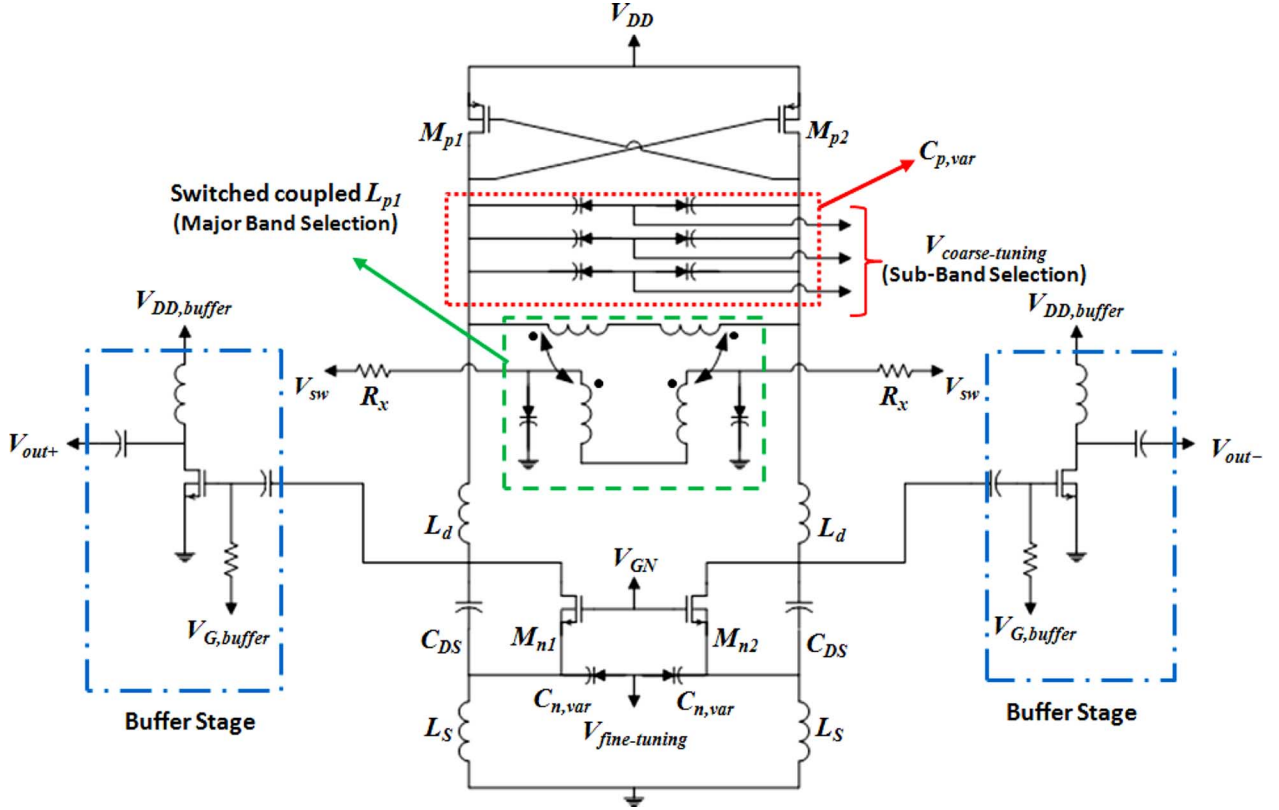 V_DD
M_p1
M_p2
C_p,var
Switched coupled L_p1
(Major Band Selection)
V_coarse-tuning
(Sub-Band Selection)
V_DD,buffer
V_DD,buffer
V_sw
R_x
R_x
V_sw
V_out+
V_out−
L_d
L_d
V_GN
V_G,buffer
V_G,buffer
C_DS
M_n1
M_n2
C_DS
C_n,var
C_n,var
Buffer Stage
Buffer Stage
L_S
V_fine-tuning
L_S